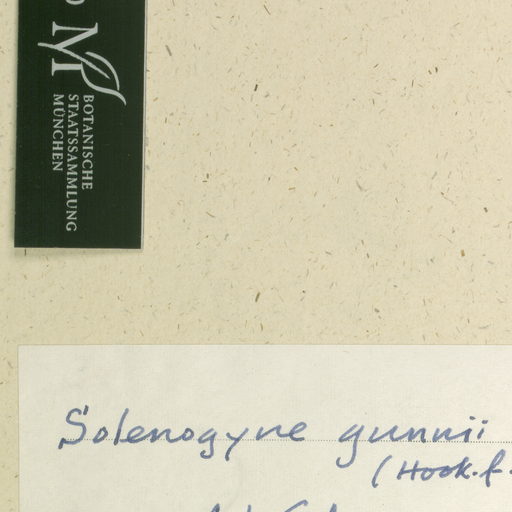 M
BOTANISCHE
STAATSSAMMLUNG
MÜNCHEN
Solenogyne gunnii
(Hook.f.